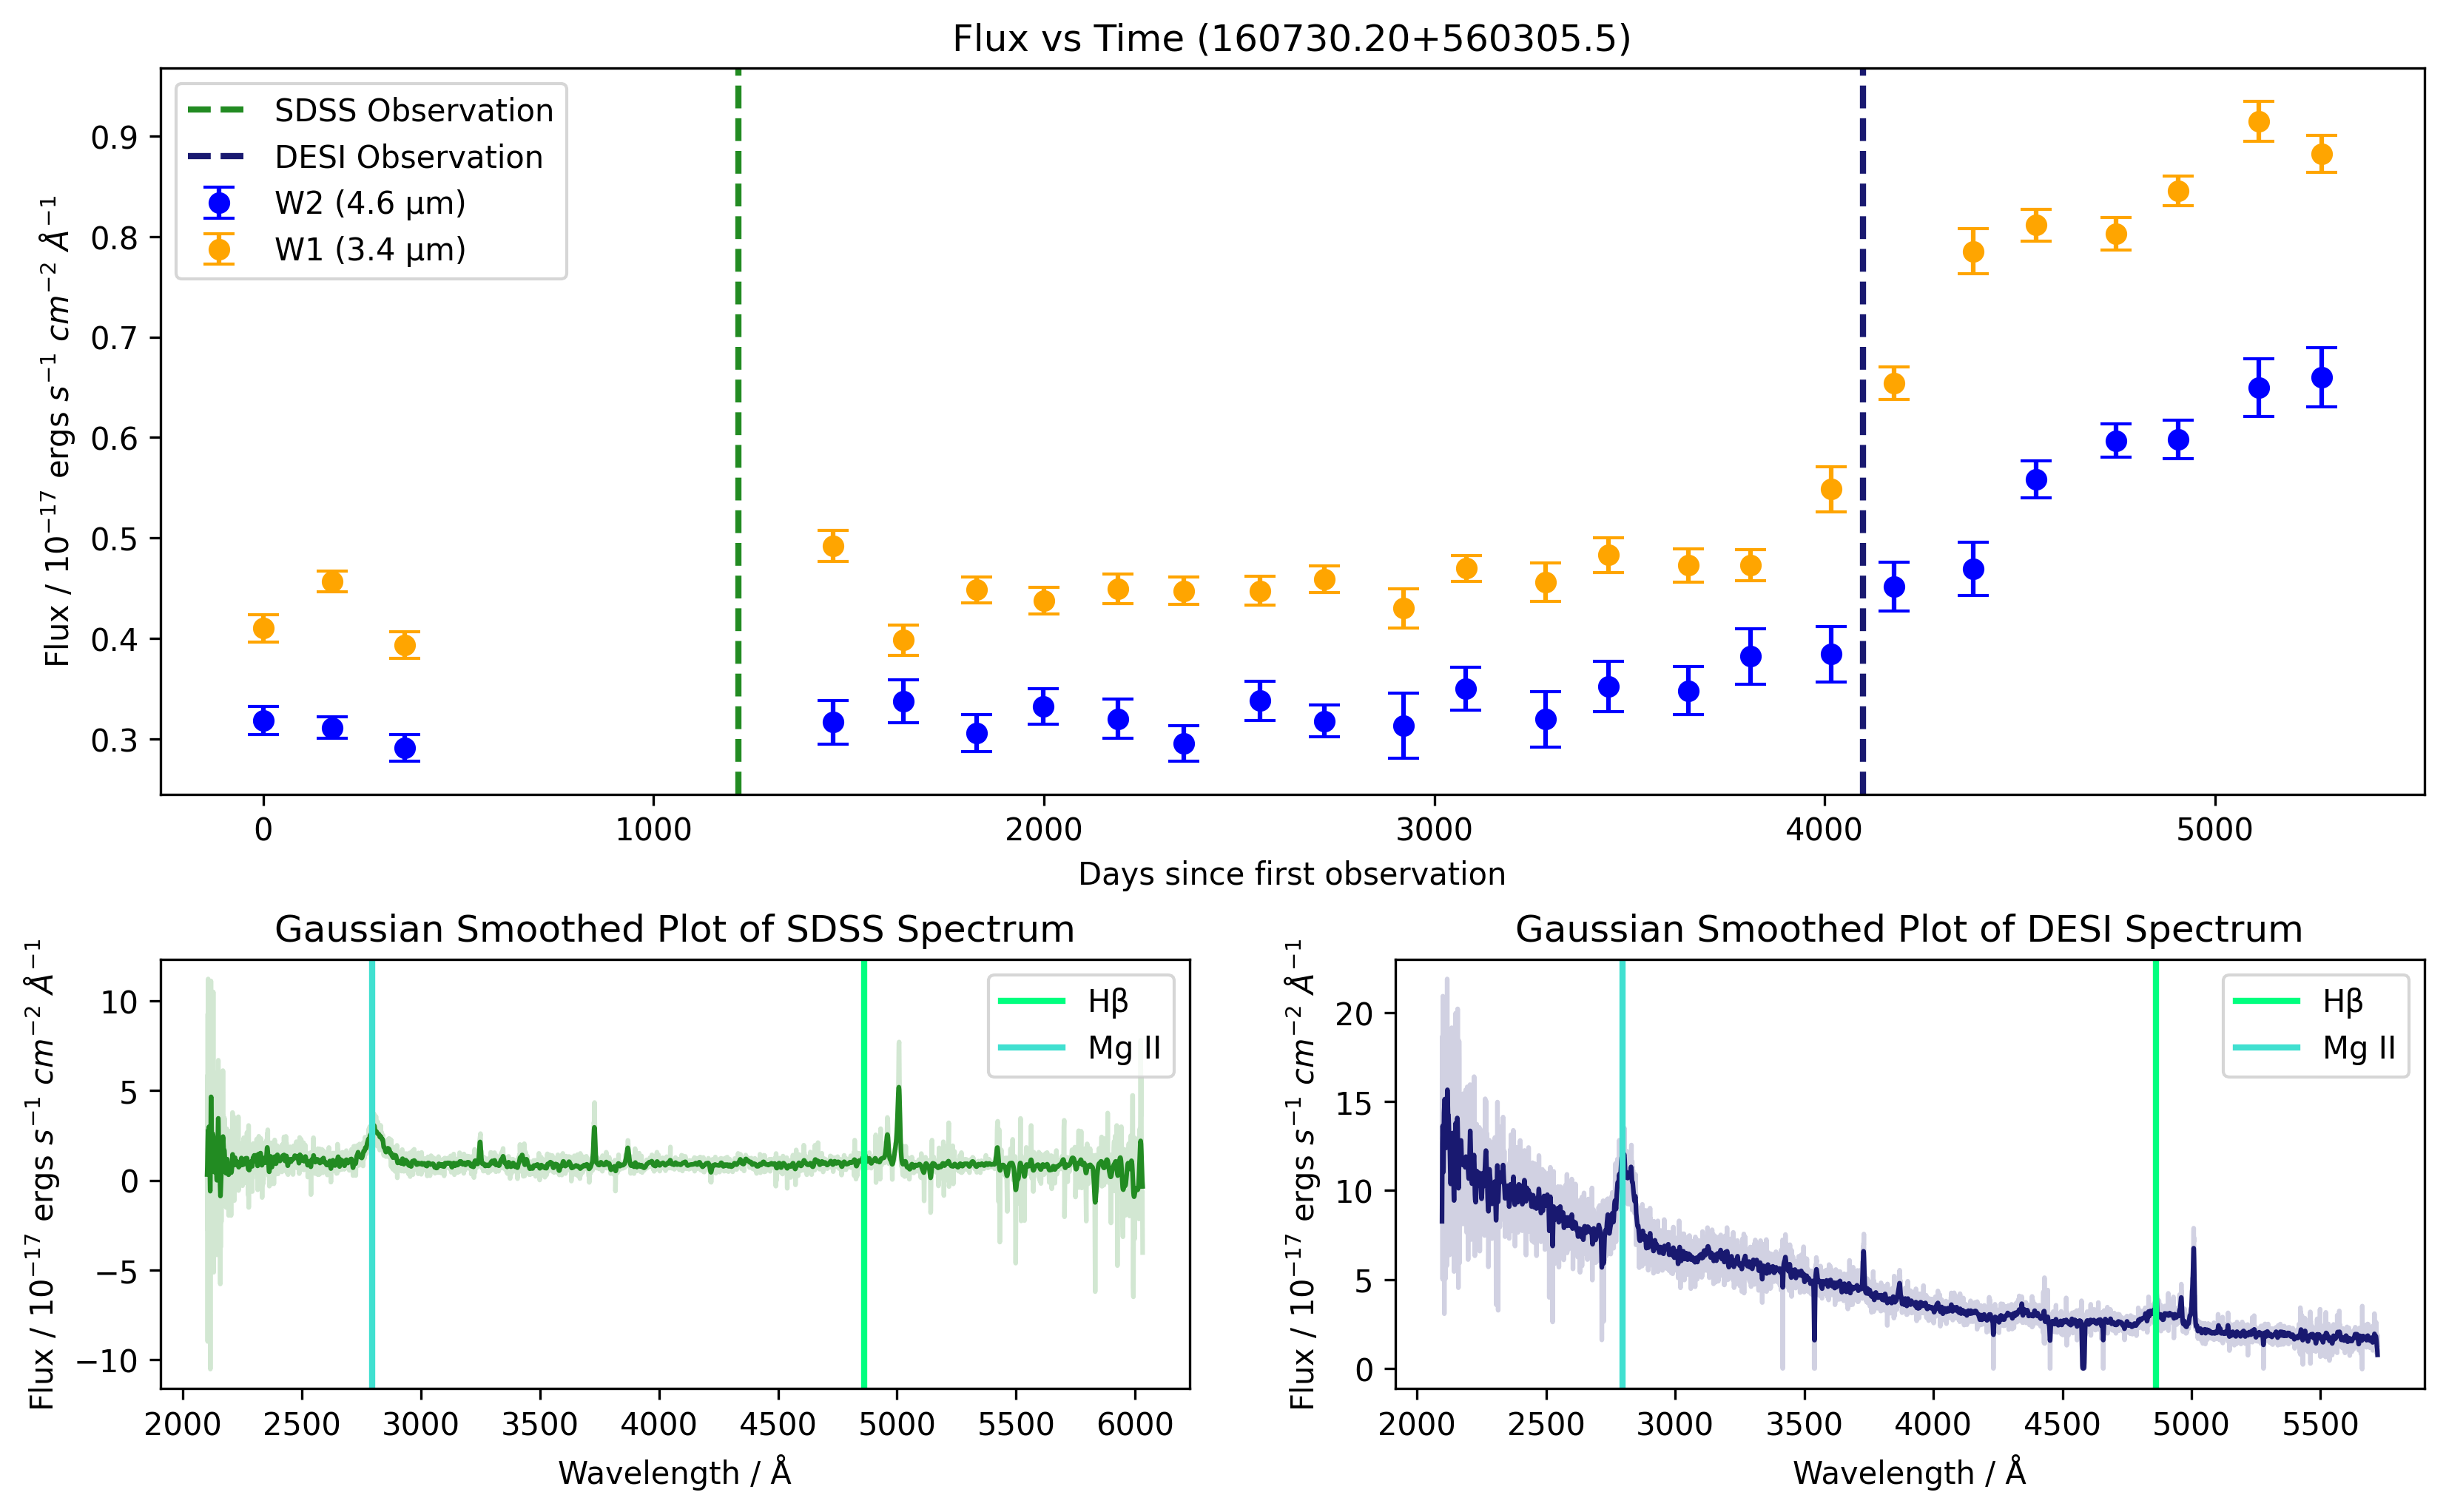 Flux vs Time (160730.20+560305.5)
Flux / 10⁻¹⁷ ergs s⁻¹ cm⁻² Å⁻¹
0.9
0.8
0.7
0.6
0.5
0.4
0.3
SDSS Observation
DESI Observation
W2 (4.6 μm)
W1 (3.4 μm)
0 1000 2000 3000 4000 5000
Days since first observation
Gaussian Smoothed Plot of SDSS Spectrum
Flux / 10⁻¹⁷ ergs s⁻¹ cm⁻² Å⁻¹
10
5
0
−5
−10
Hβ
Mg II
2000 2500 3000 3500 4000 4500 5000 5500 6000
Wavelength / Å
Gaussian Smoothed Plot of DESI Spectrum
Flux / 10⁻¹⁷ ergs s⁻¹ cm⁻² Å⁻¹
20
15
10
5
0
Hβ
Mg II
2000 2500 3000 3500 4000 4500 5000 5500
Wavelength / Å